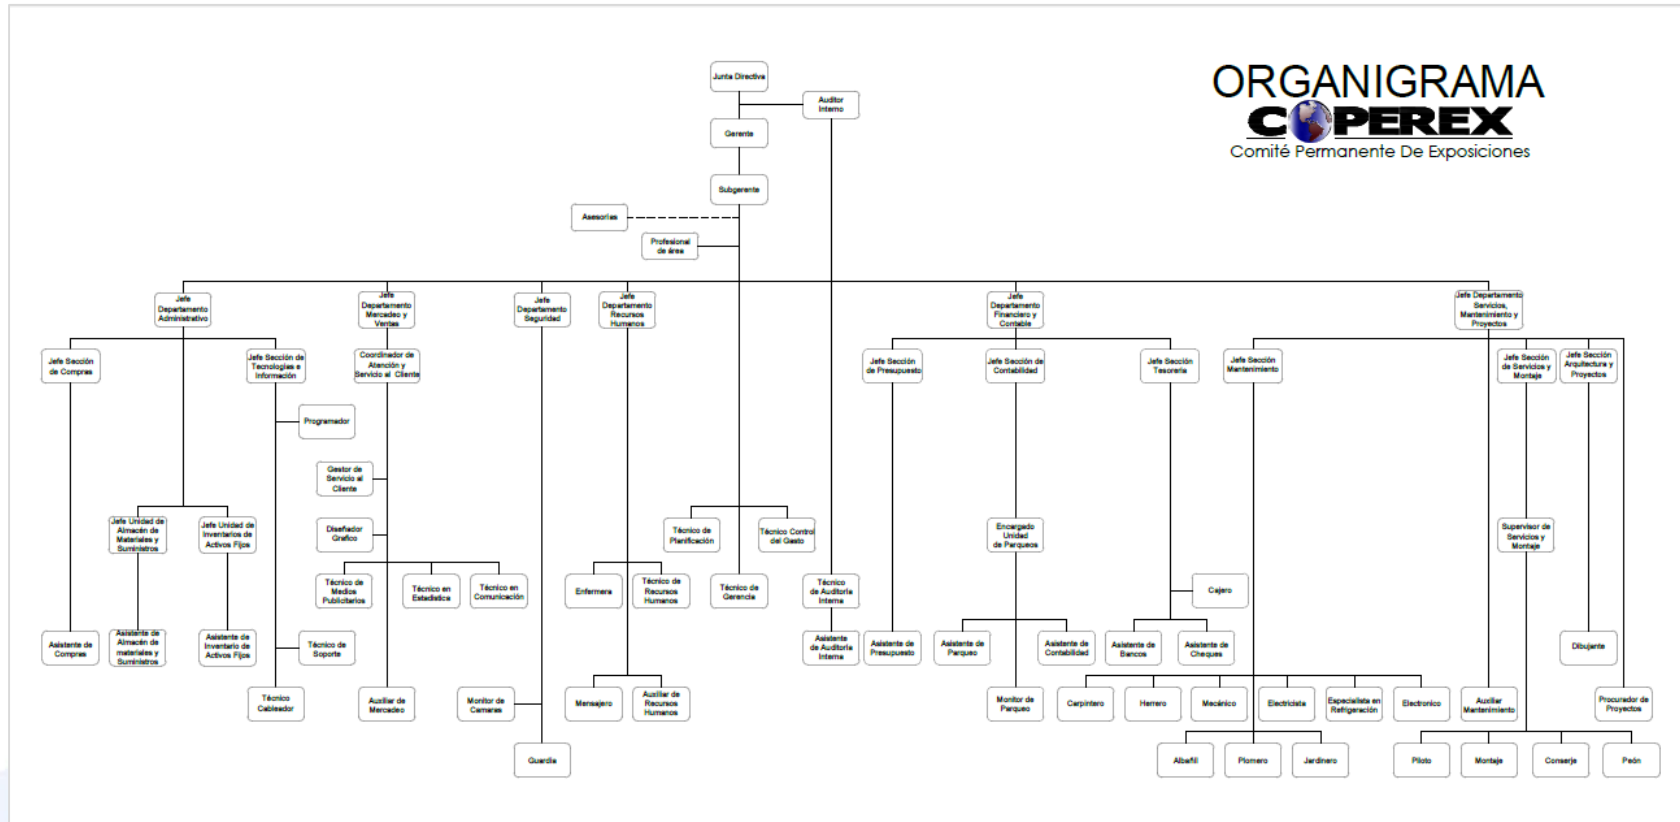 ORGANIGRAMA
COPEREX
Comité Permanente De Exposiciones
Junta Directiva
Auditor
Interno
Gerente
Subgerente
Asesorías
Profesional
de área
Jefe
Departamento
Administrativo
Jefe
Departamento
Mercadeo y
Ventas
Jefe
Departamento
Seguridad
Jefe
Departamento
Recursos
Humanos
Jefe
Departamento
Financiero y
Contable
Jefe Departamento
Servicios,
Mantenimiento y
Proyectos
Jefe Sección
de Compras
Jefe Sección de
Tecnologías e
Información
Coordinador de
Atención y
Servicio al Cliente
Jefe Sección
de Presupuesto
Jefe Sección de
Contabilidad
Jefe Sección
Tesorería
Jefe Sección
Mantenimiento
Jefe Sección
de Servicios y
Montaje
Jefe Sección
Arquitectura y
Proyectos
Programador
Gestor de
Servicio al
Cliente
Jefe Unidad de
Almacén de
Materiales y
Suministros
Jefe Unidad de
Inventarios de
Activos Fijos
Diseñador
Grafico
Técnico de
Planificación
Técnico Control
del Gasto
Encargado
Unidad
de Parqueos
Supervisor de
Servicios y
Montaje
Técnico de
Medios
Publicitarios
Técnico en
Estadística
Técnico en
Comunicación
Enfermera
Técnico de
Recursos
Humanos
Técnico de
Gerencia
Técnico
de Auditoría
Interna
Cajero
Asistente de
Compras
Asistente de
Almacén de
materiales y
Suministros
Asistente de
Inventario de
Activos Fijos
Técnico de
Soporte
Asistente
de Auditoría
Interna
Asistente de
Presupuesto
Asistente de
Parqueo
Asistente de
Contabilidad
Asistente de
Bancos
Asistente de
Cheques
Dibujante
Técnico
Cableador
Auxiliar de
Mercadeo
Monitor de
Camaras
Mensajero
Auxiliar de
Recursos
Humanos
Monitor de
Parqueo
Carpintero
Herrero
Mecánico
Electricista
Especialista en
Refrigeración
Electronico
Auxiliar
Mantenimiento
Procurador de
Proyectos
Guardia
Albañil
Plomero
Jardinero
Piloto
Montaje
Conserje
Peón